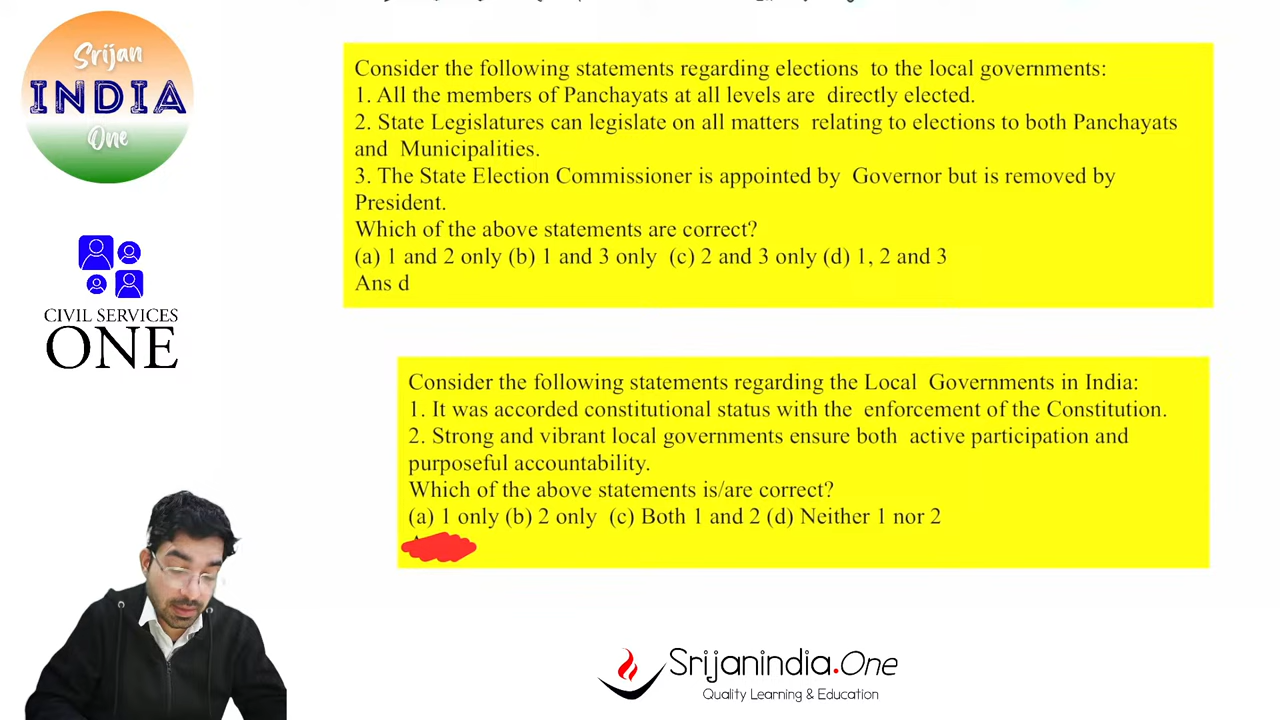 Srijan
INDIA
One
CIVIL SERVICES
ONE
Consider the following statements regarding elections to the local governments:
1. All the members of Panchayats at all levels are directly elected.
2. State Legislatures can legislate on all matters relating to elections to both Panchayats
and Municipalities.
3. The State Election Commissioner is appointed by Governor but is removed by
President.
Which of the above statements are correct?
(a) 1 and 2 only (b) 1 and 3 only (c) 2 and 3 only (d) 1, 2 and 3
Ans d
Consider the following statements regarding the Local Governments in India:
1. It was accorded constitutional status with the enforcement of the Constitution.
2. Strong and vibrant local governments ensure both active participation and
purposeful accountability.
Which of the above statements is/are correct?
(a) 1 only (b) 2 only (c) Both 1 and 2 (d) Neither 1 nor 2
Srijanindia.One
Quality Learning & Education